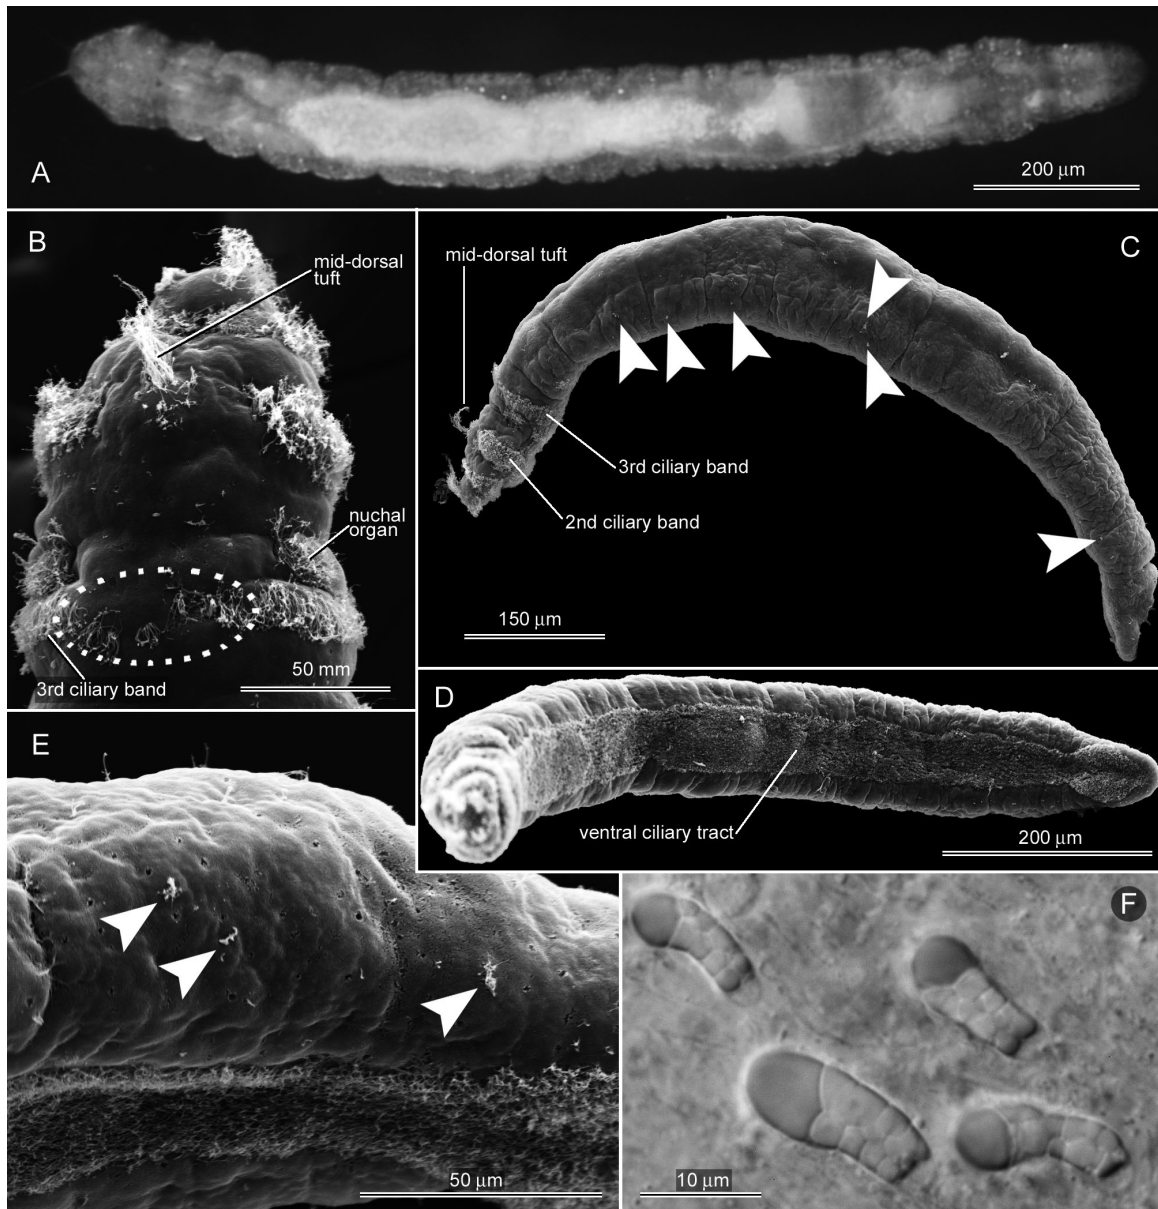 A
200 μm
B
mid-dorsal
tuft
nuchal
organ
50 mm
3rd ciliary band
C
mid-dorsal tuft
3rd ciliary band
2nd ciliary band
150 μm
D
ventral ciliary tract
200 μm
E
50 μm
F
10 μm